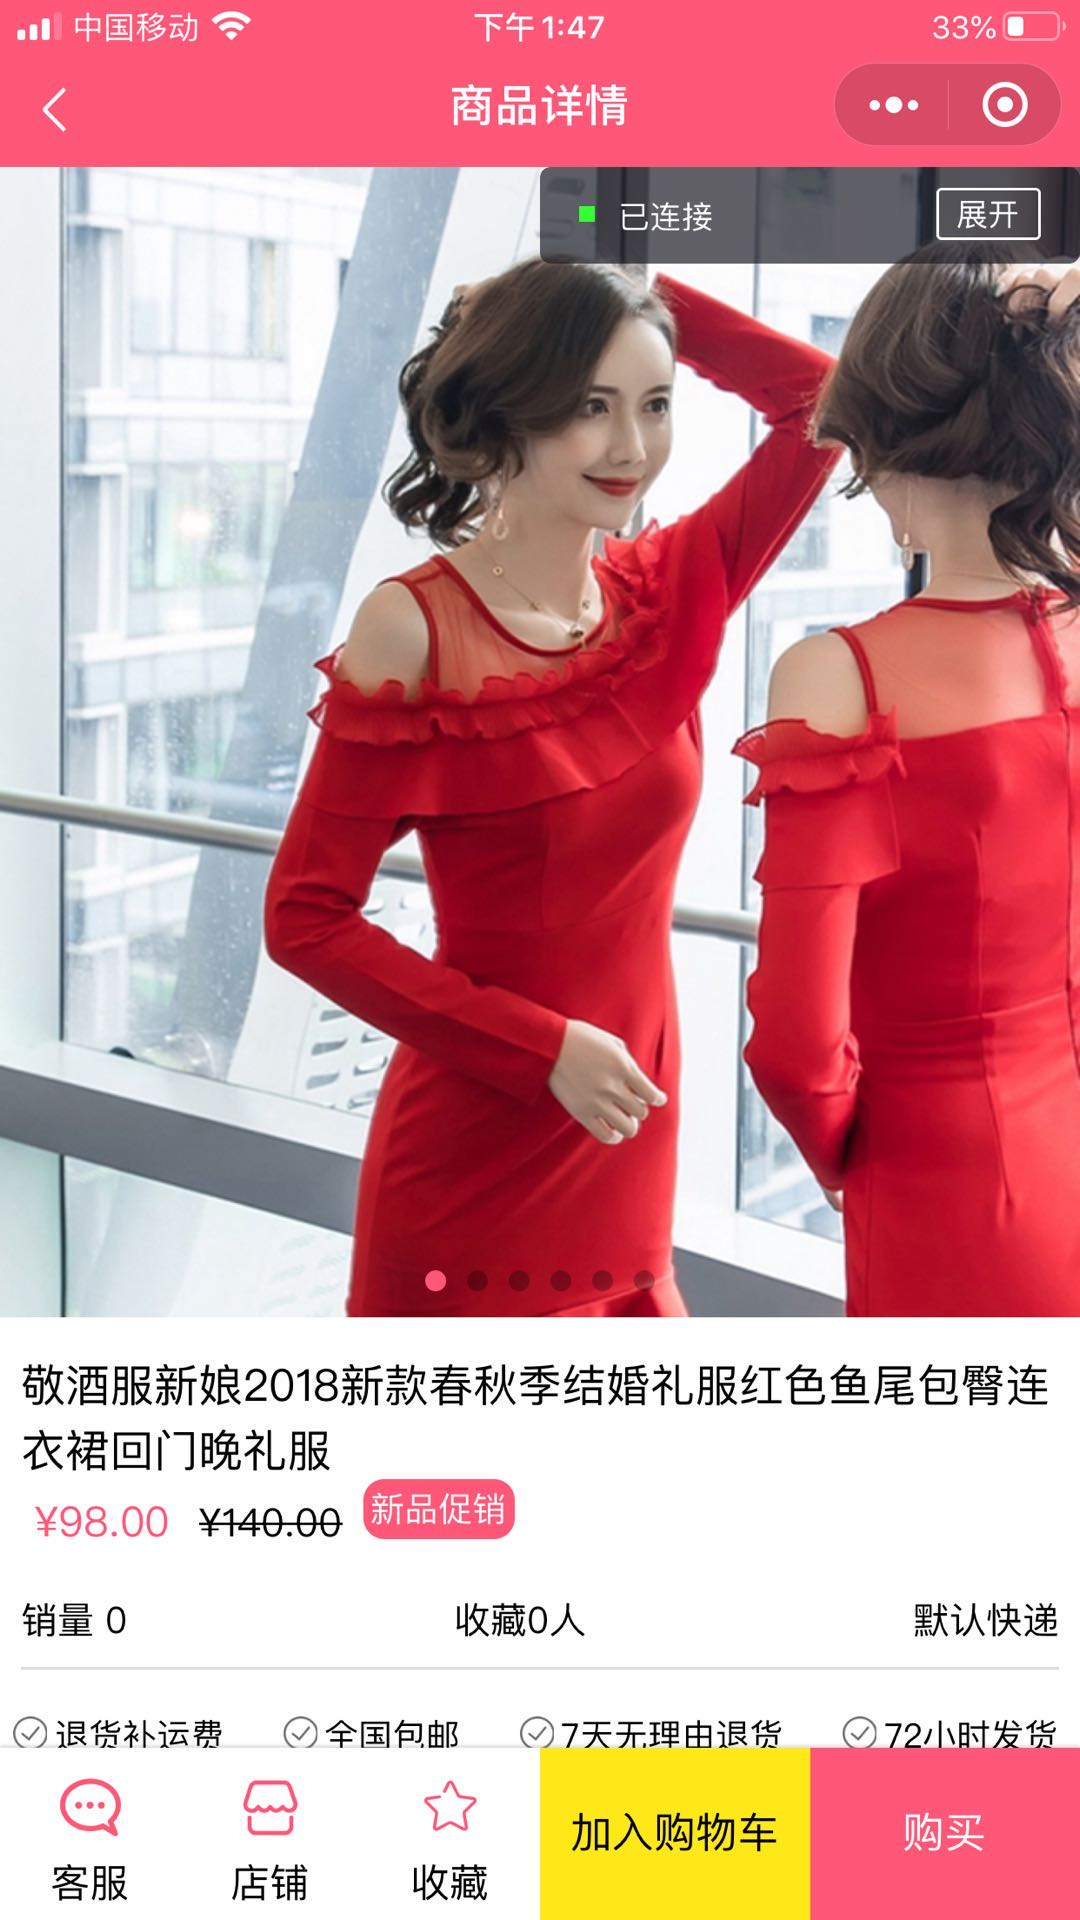 中国移动 下午1:47 33%
商品详情
已连接 展开
敬酒服新娘2018新款春秋季结婚礼服红色鱼尾包臀连
衣裙回门晚礼服
¥98.00 ¥140.00 新品促销
销量 0 收藏0人 默认快递
退货补运费 全国包邮 7天无理由退货 72小时发货
客服 店铺 收藏 加入购物车 购买